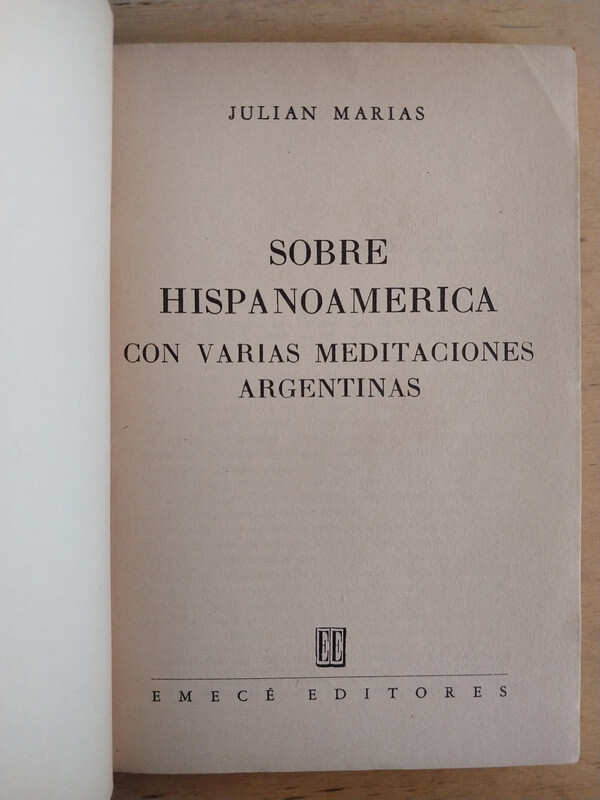 JULIAN MARIAS
SOBRE
HISPANOAMERICA
CON VARIAS MEDITACIONES
ARGENTINAS
EE
EMECÉ EDITORES